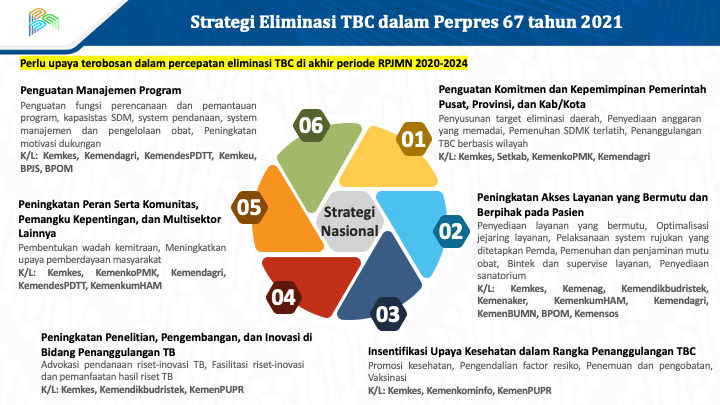 Strategi Eliminasi TBC dalam Perpres 67 tahun 2021
Perlu upaya terobosan dalam percepatan eliminasi TBC di akhir periode RPJMN 2020-2024
01
Penguatan Komitmen dan Kepemimpinan Pemerintah
Pusat, Provinsi, dan Kab/Kota
Penyusunan target eliminasi daerah, Penyediaan anggaran
yang memadai, Pemenuhan SDMK terlatih, Penanggulangan
TBC berbasis wilayah
K/L: Kemkes, Setkab, KemenkoPMK, Kemendagri
02
Peningkatan Akses Layanan yang Bermutu dan
Berpihak pada Pasien
Penyediaan layanan yang bermutu, Optimalisasi
jejaring layanan, Pelaksanaan system rujukan yang
ditetapkan Pemda, Pemenuhan dan penjaminan mutu
obat, Bintek dan supervise layanan, Penyediaan
sanatorium
K/L: Kemkes, Kemenag, Kemendikbudristek,
Kemenaker, KemenkumHAM, Kemendagri,
KemenBUMN, BPOM, Kemensos
03
Insentifikasi Upaya Kesehatan dalam Rangka Penanggulangan TBC
Promosi kesehatan, Pengendalian factor resiko, Penemuan dan pengobatan,
Vaksinasi
K/L: Kemkes, Kemenkominfo, KemenPUPR
04
Peningkatan Penelitian, Pengembangan, dan Inovasi di
Bidang Penanggulangan TB
Advokasi pendanaan riset-inovasi TB, Fasilitasi riset-inovasi
dan pemanfaatan hasil riset TB
K/L: Kemkes, Kemendikbudristek, KemenPUPR
05
Peningkatan Peran Serta Komunitas,
Pemangku Kepentingan, dan Multisektor
Lainnya
Pembentukan wadah kemitraan, Meningkatkan
upaya pemberdayaan masyarakat
K/L: Kemkes, KemenkoPMK, Kemendagri,
KemendesPDTT, KemenkumHAM
06
Penguatan Manajemen Program
Penguatan fungsi perencanaan dan pemantauan
program, kapasistas SDM, system pendanaan, system
manajemen dan pengelolaan obat, Peningkatan
motivasi dukungan
K/L: Kemkes, Kemendagri, KemendesPDTT, Kemkeu,
BPJS, BPOM
Strategi
Nasional